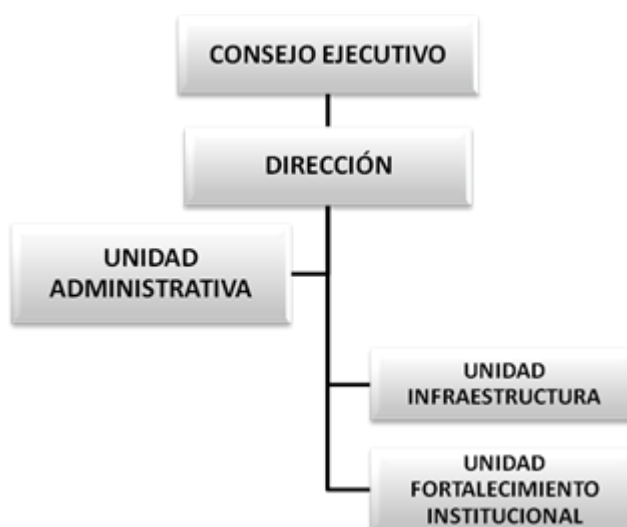 CONSEJO EJECUTIVO
DIRECCIÓN
UNIDAD
ADMINISTRATIVA
UNIDAD
INFRAESTRUCTURA
UNIDAD
FORTALECIMIENTO
INSTITUCIONAL